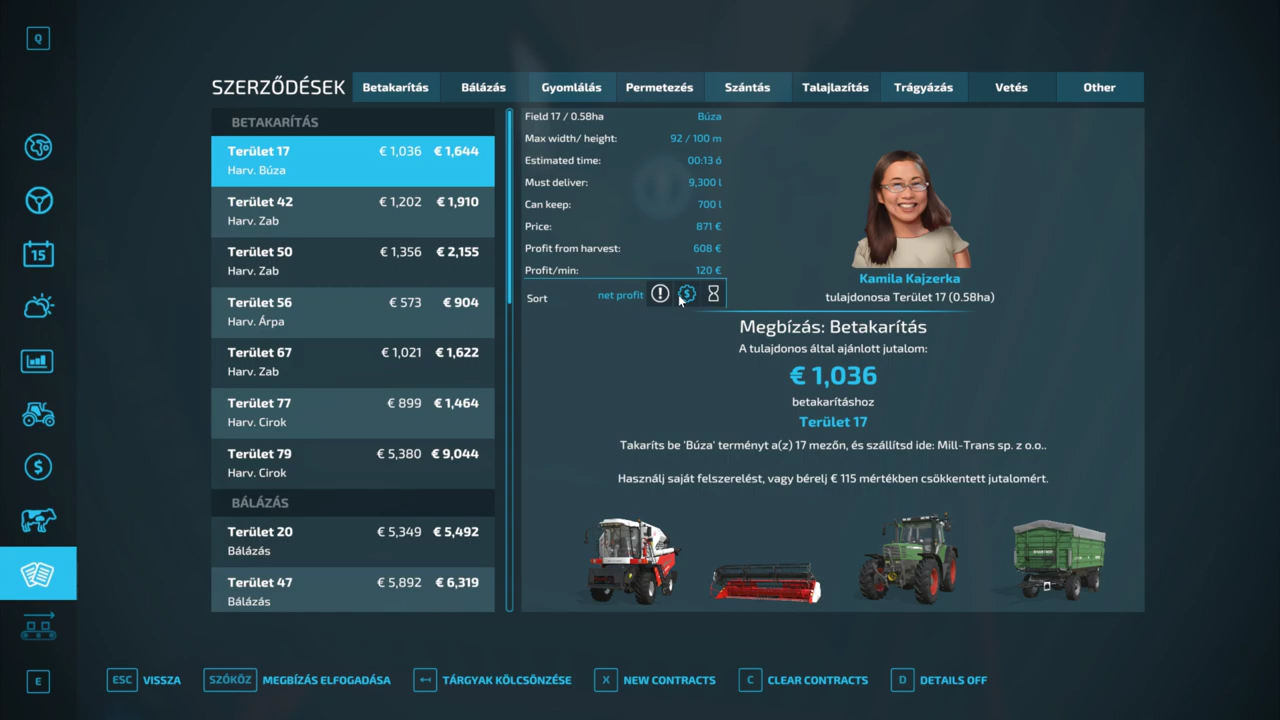 Q
SZERZŐDÉSEK
Betakarítás
Bálázás
Gyomlálás
Permetezés
Szántás
Talajlazítás
Trágyázás
Vetés
Other
BETAKARÍTÁS
Terület 17 € 1,036 € 1,644
Harv. Búza
Terület 42 € 1,202 € 1,910
Harv. Zab
Terület 50 € 1,356 € 2,155
Harv. Zab
Terület 56 € 573 € 904
Harv. Árpa
Terület 67 € 1,021 € 1,622
Harv. Zab
Terület 77 € 899 € 1,464
Harv. Cirok
Terület 79 € 5,380 € 9,044
Harv. Cirok
BÁLÁZÁS
Terület 20 € 5,349 € 5,492
Bálázás
Terület 47 € 5,892 € 6,319
Bálázás
Field 17 / 0.58ha Búza
Max width/ height: 92 / 100 m
Estimated time: 00:13 ó
Must deliver: 9,300 l
Can keep: 700 l
Price: 871 €
Profit from harvest: 608 €
Profit/min: 120 €
Sort net profit
Kamila Kajzerka
tulajdonosa Terület 17 (0.58ha)
Megbízás: Betakarítás
A tulajdonos által ajánlott jutalom:
€ 1,036
betakarításhoz
Terület 17
Takaríts be 'Búza' terményt a(z) 17 mezőn, és szállítsd ide: Mill-Trans sp. z o.o..
Használj saját felszerelést, vagy bérelj € 115 mértékben csökkentett jutalomért.
15
E
ESC VISSZA
SZÓKÖZ MEGBÍZÁS ELFOGADÁSA
TÁRGYAK KÖLCSÖNZÉSE
X NEW CONTRACTS
C CLEAR CONTRACTS
D DETAILS OFF